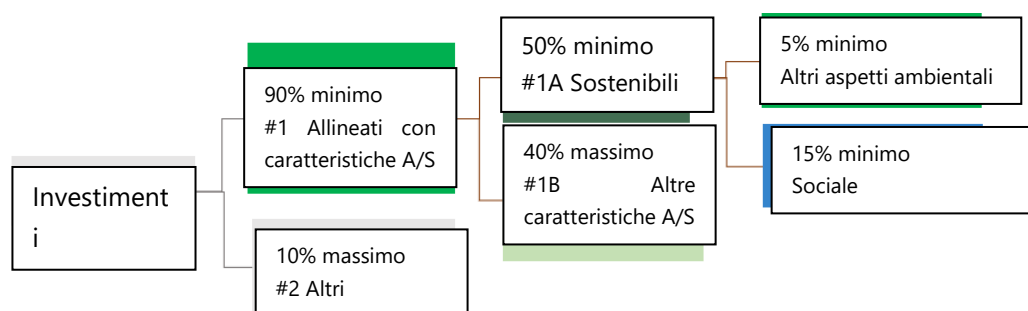 Investiment
i
90% minimo
#1 Allineati con
caratteristiche A/S
10% massimo
#2 Altri
50% minimo
#1A Sostenibili
40% massimo
#1B Altre
caratteristiche A/S
5% minimo
Altri aspetti ambientali
15% minimo
Sociale